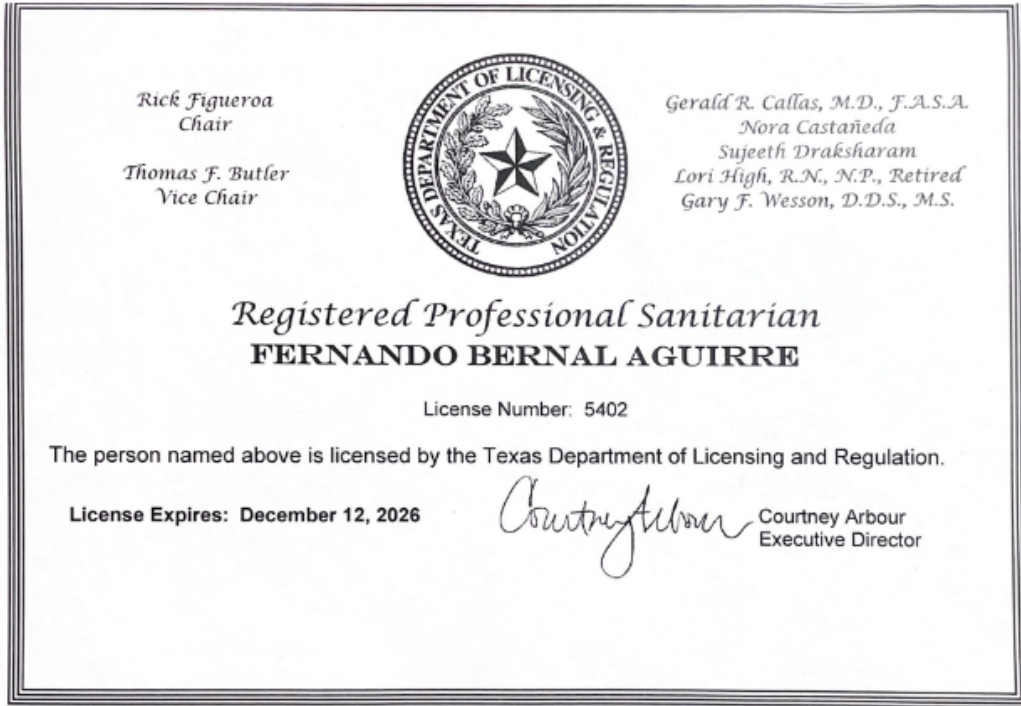 Rick Figueroa
Chair
Thomas F. Butler
Vice Chair
TEXAS DEPARTMENT OF LICENSING & REGULATION
Gerald R. Callas, M.D., F.A.S.A.
Nora Castañeda
Sujeeth Draksharam
Lori High, R.N., N.P., Retired
Gary F. Wesson, D.D.S., M.S.
Registered Professional Sanitarian
FERNANDO BERNAL AGUIRRE
License Number: 5402
The person named above is licensed by the Texas Department of Licensing and Regulation.
License Expires: December 12, 2026
Courtney Arbour
Courtney Arbour
Executive Director